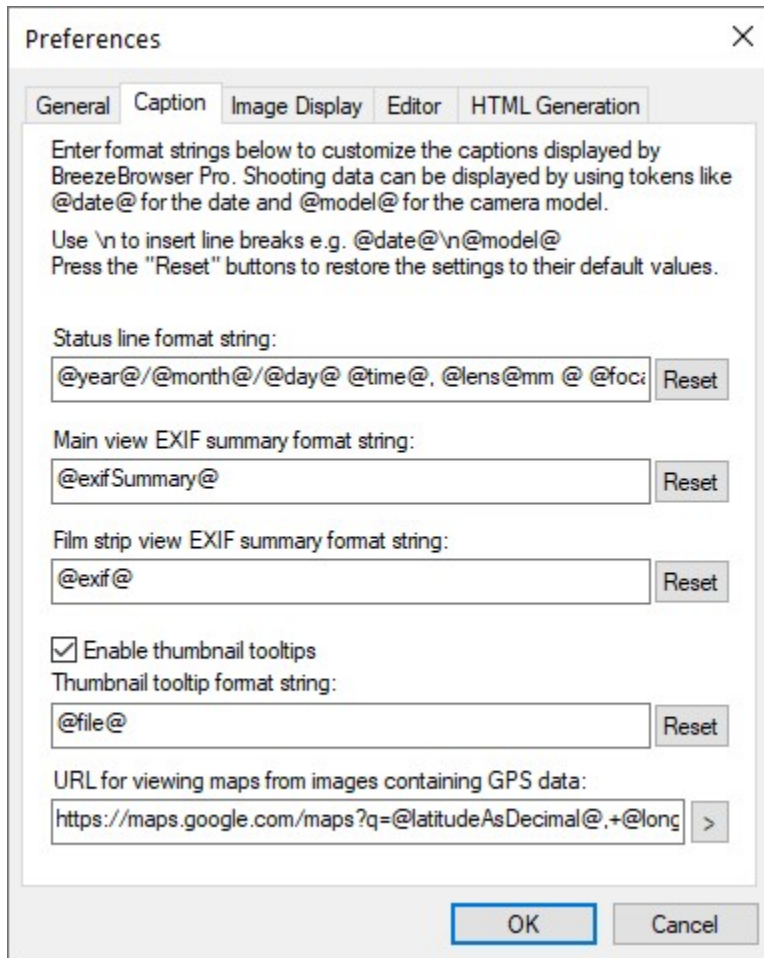 Preferences
General Caption Image Display Editor HTML Generation
Enter format strings below to customize the captions displayed by
BreezeBrowser Pro. Shooting data can be displayed by using tokens like
@date@ for the date and @model@ for the camera model.
Use \n to insert line breaks e.g. @date@\n@model@
Press the "Reset" buttons to restore the settings to their default values.
Status line format string:
@year@/@month@/@day@ @time@, @lens@mm @ @foca Reset
Main view EXIF summary format string:
@exifSummary@ Reset
Film strip view EXIF summary format string:
@exif@ Reset
Enable thumbnail tooltips
Thumbnail tooltip format string:
@file@ Reset
URL for viewing maps from images containing GPS data:
https://maps.google.com/maps?q=@latitudeAsDecimal@,+@long >
OK Cancel